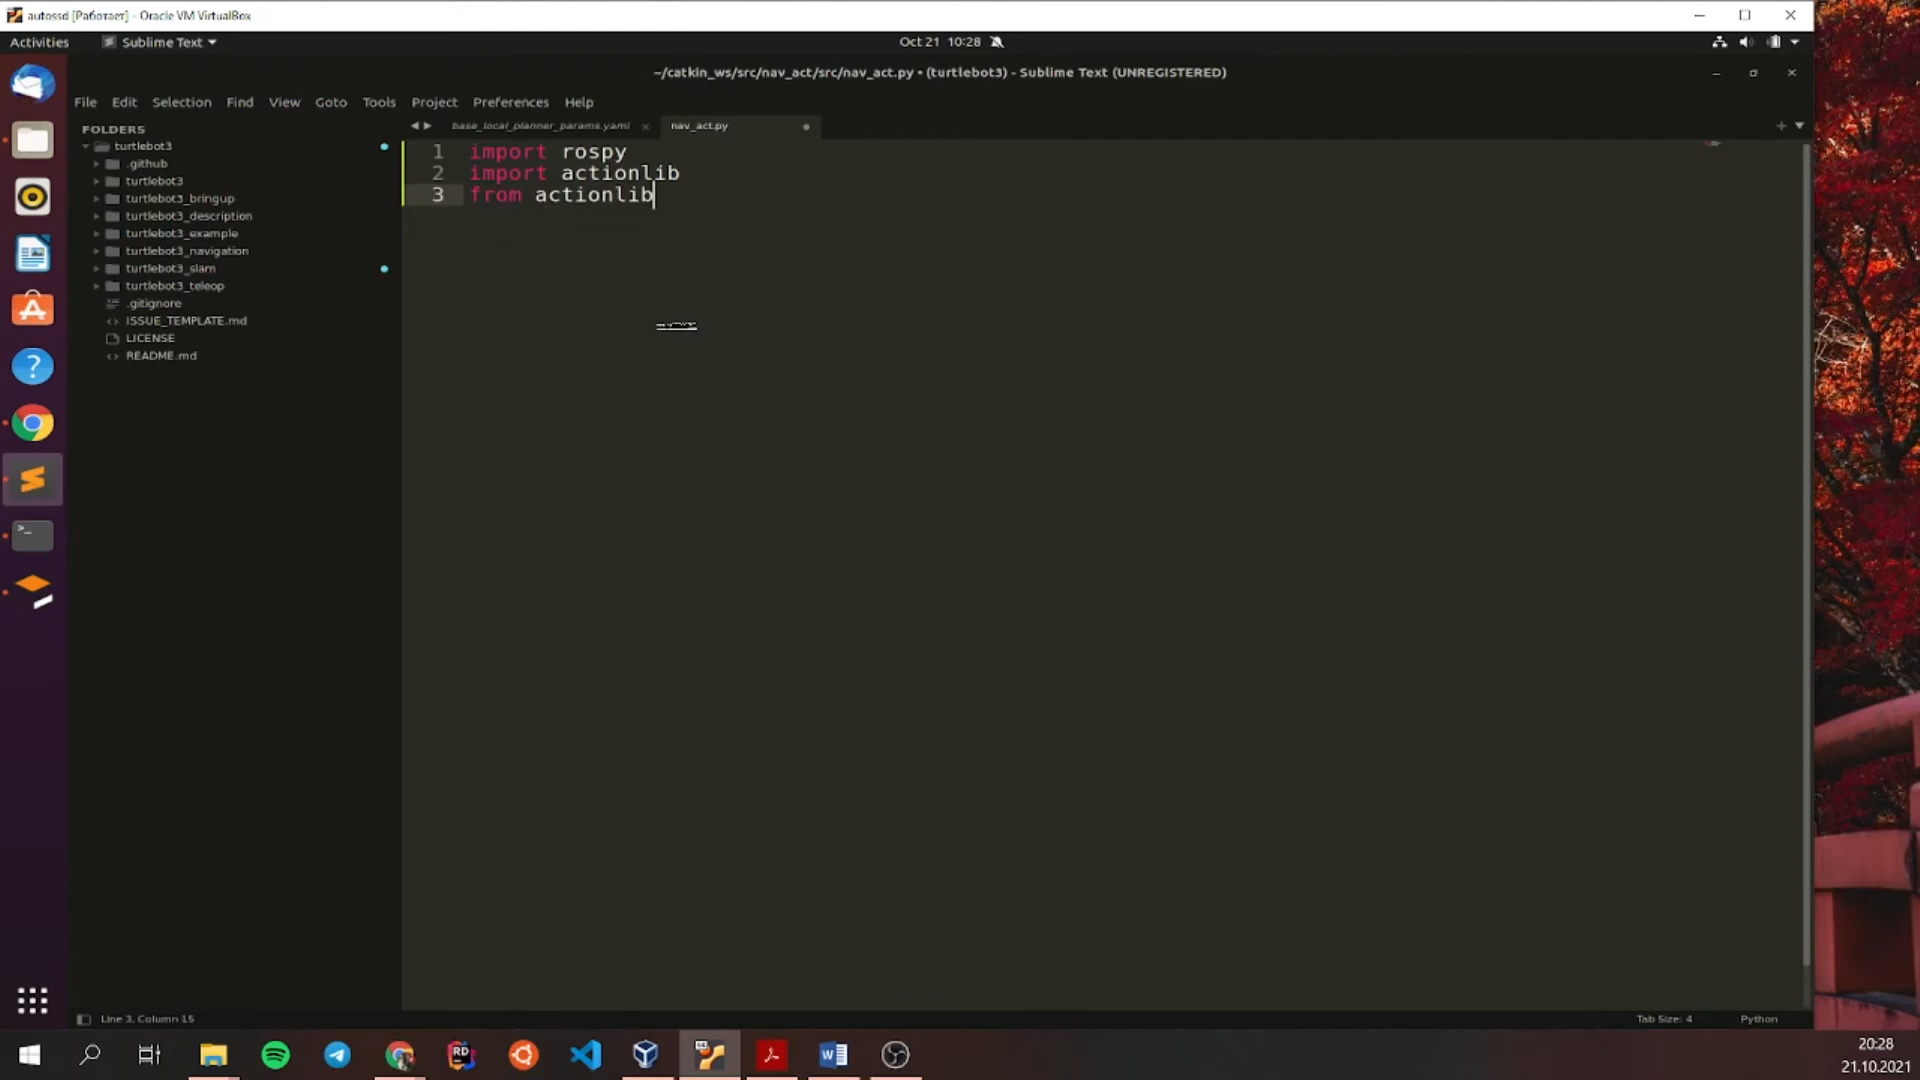 autossd [Работает] - Oracle VM VirtualBox
Activities Sublime Text Oct 21 10:28
~/catkin_ws/src/nav_act/src/nav_act.py • (turtlebot3) - Sublime Text (UNREGISTERED)
File Edit Selection Find View Goto Tools Project Preferences Help
FOLDERS
turtlebot3
.github
turtlebot3
turtlebot3_bringup
turtlebot3_description
turtlebot3_example
turtlebot3_navigation
turtlebot3_slam
turtlebot3_teleop
.gitignore
ISSUE_TEMPLATE.md
LICENSE
README.md
base_local_planner_params.yaml nav_act.py
1 import rospy
2 import actionlib
3 from actionlib
Line 3, Column 15 Tab Size: 4 Python
20:28
21.10.2021